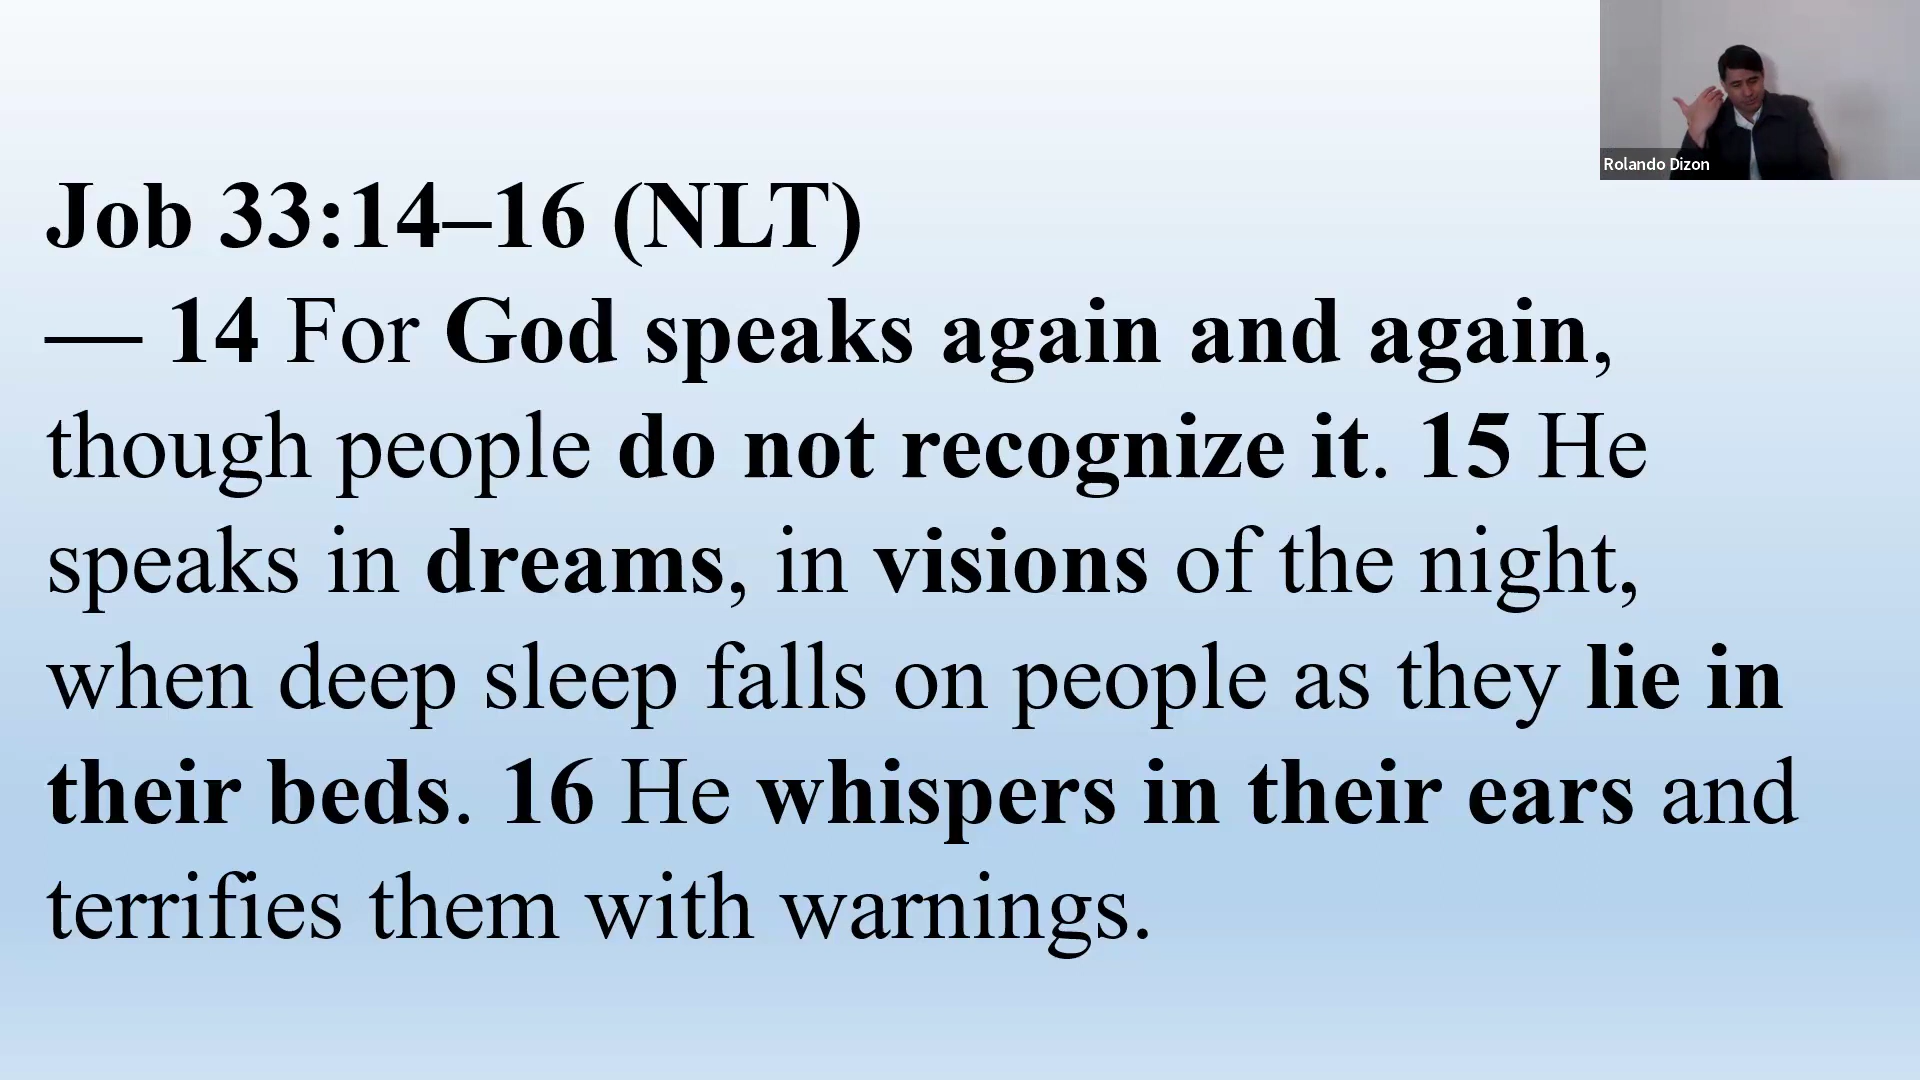 Rolando Dizon
Job 33:14–16 (NLT)
— 14 For God speaks again and again,
though people do not recognize it. 15 He
speaks in dreams, in visions of the night,
when deep sleep falls on people as they lie in
their beds. 16 He whispers in their ears and
terrifies them with warnings.